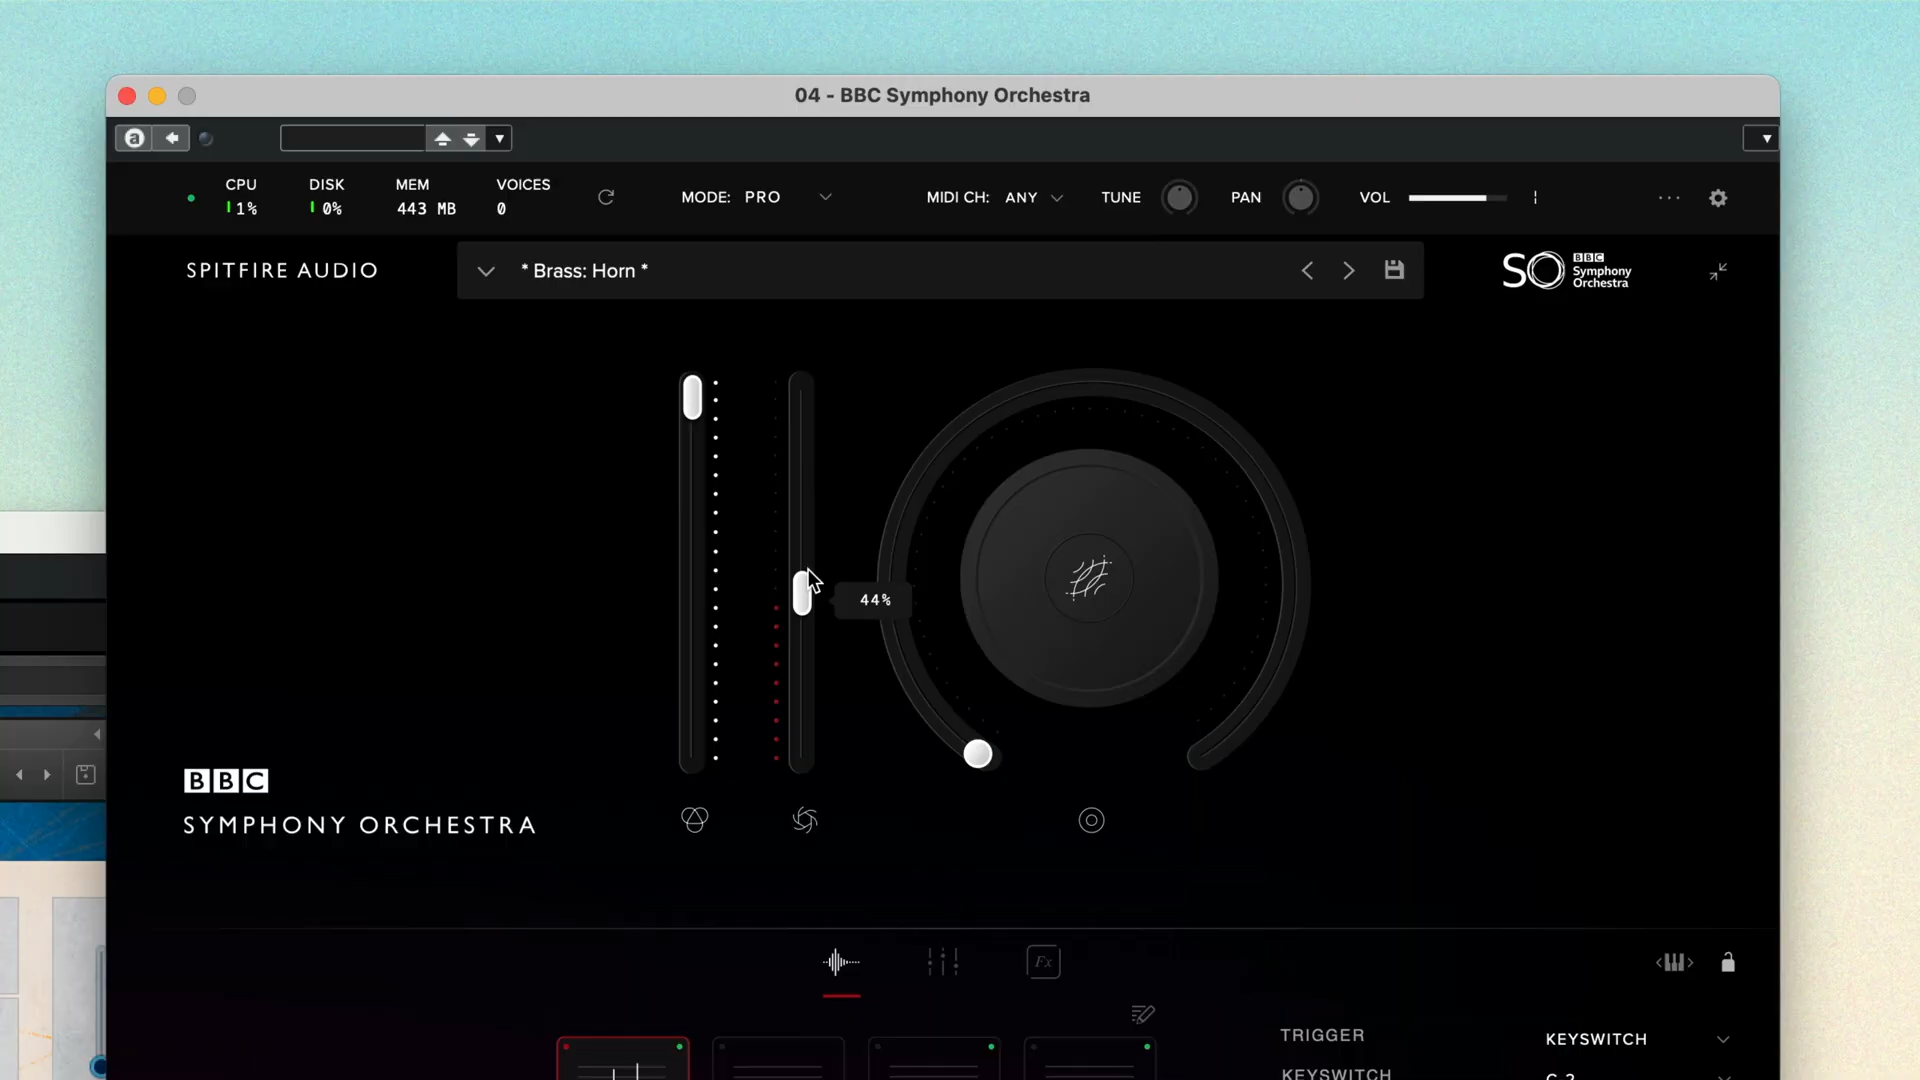 04 - BBC Symphony Orchestra
a
CPU DISK MEM VOICES
1% 0% 443 MB 0
MODE: PRO
MIDI CH: ANY
TUNE
PAN
VOL
SPITFIRE AUDIO
* Brass: Horn *
SO BBC
Symphony
Orchestra
44%
BBC
SYMPHONY ORCHESTRA
Fx
TRIGGER KEYSWITCH
KEYSWITCH C-2